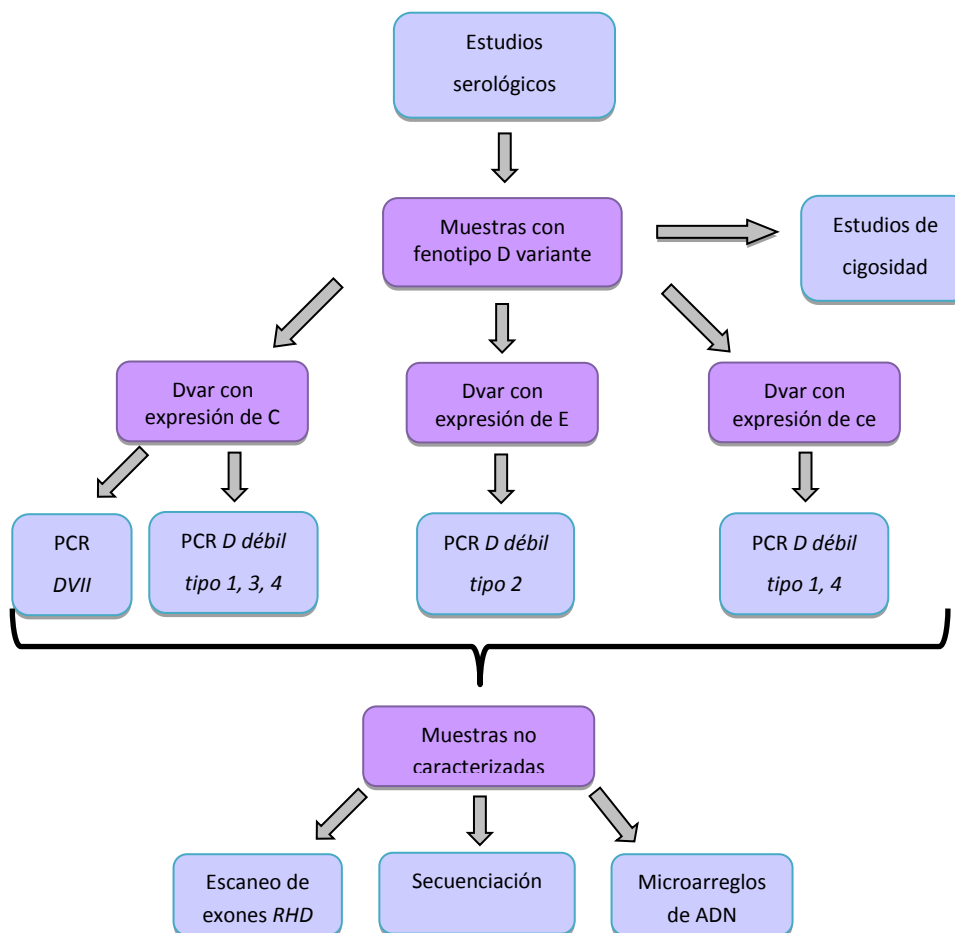 Estudios
serológicos
Muestras con
fenotipo D variante
Estudios de
cigosidad
Dvar con
expresión de C
Dvar con
expresión de E
Dvar con
expresión de ce
PCR
DVII
PCR D débil
tipo 1, 3, 4
PCR D débil
tipo 2
PCR D débil
tipo 1, 4
Muestras no
caracterizadas
Escaneo de
exones RHD
Secuenciación
Microarreglos
de ADN